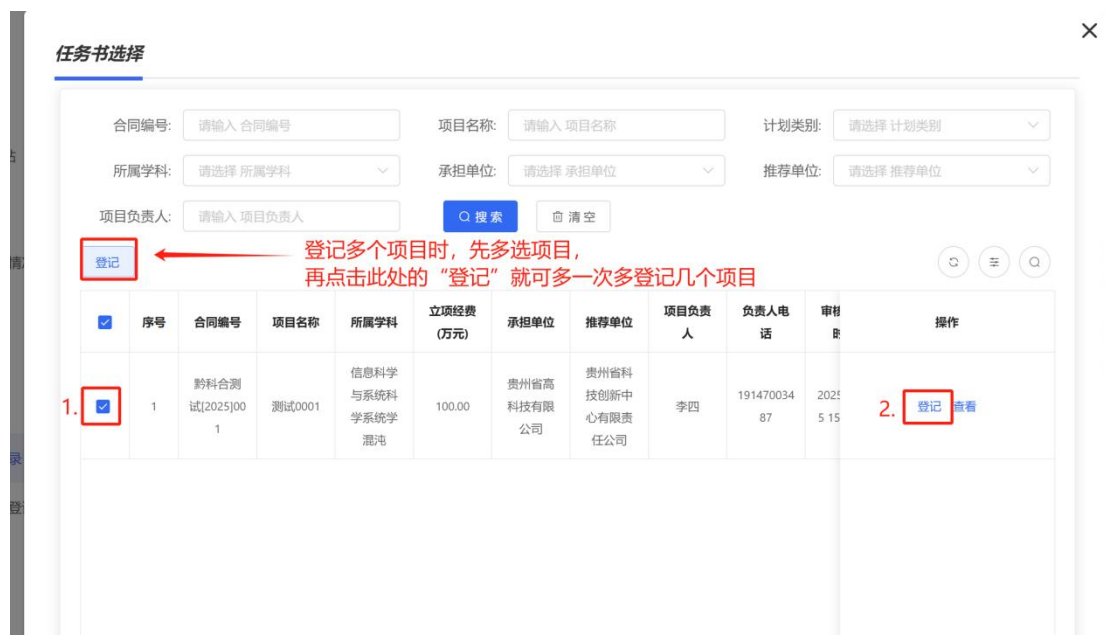 任务书选择
合同编号: 请输入 合同编号 项目名称: 请输入 项目名称 计划类别: 请选择 计划类别
所属学科: 请选择 所属学科 承担单位: 请选择 承担单位 推荐单位: 请选择 推荐单位
项目负责人: 请输入 项目负责人 搜 索 清 空
登记多个项目时，先多选项目，
登记
再点击此处的“登记”就可多一次多登记几个项目
序号 合同编号 项目名称 所属学科 立项经费 承担单位 推荐单位 项目负责 负责人电 操作
(万元) 人 话
信息科学 贵州省科
黔科合测 与系统科 贵州省高 技创新中 191470034 2025
1. 1 试[2025]00 测试0001 学系统学 100.00 科技有限 心有限责 李四 87 5 15 2. 登记 查看
1 混沌 公司 任公司